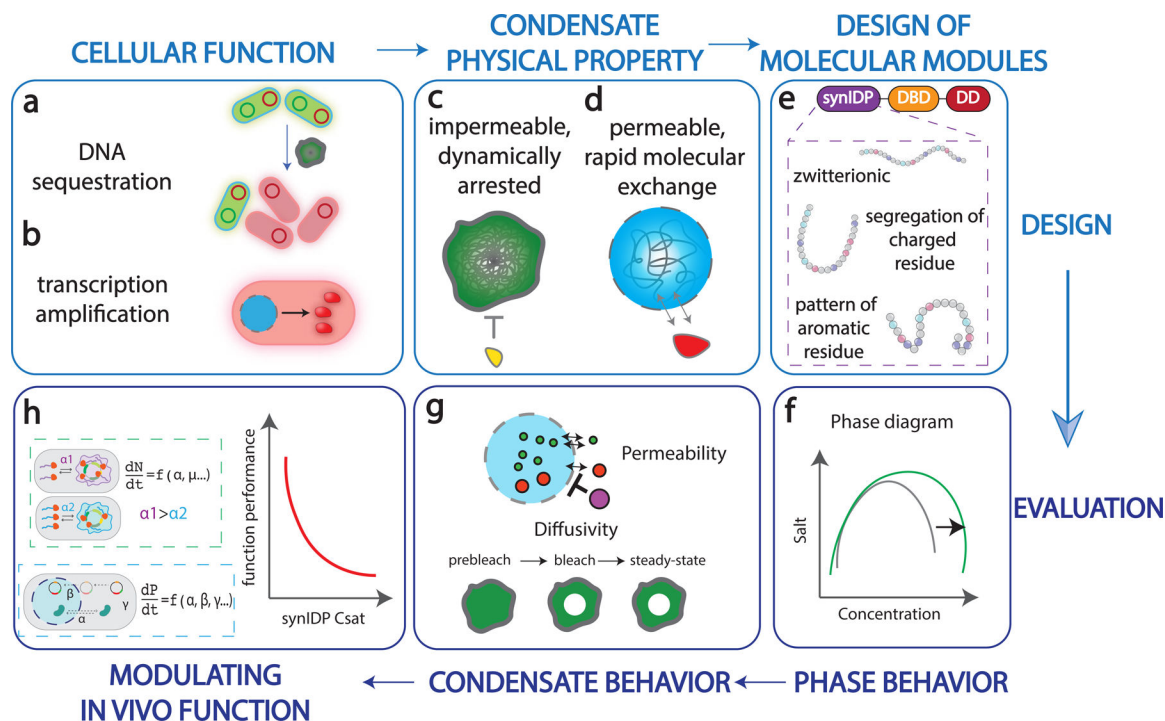 CELLULAR FUNCTION
CONDENSATE
PHYSICAL PROPERTY
DESIGN OF
MOLECULAR MODULES
a
DNA
sequestration
b
transcription
amplification
c
impermeable,
dynamically
arrested
d
permeable,
rapid molecular
exchange
e
synIDP
DBD
DD
zwitterionic
segregation of
charged
residue
pattern of
aromatic
residue
DESIGN
EVALUATION
f
Phase diagram
Salt
Concentration
g
Permeability
Diffusivity
prebleach
bleach
steady-state
h
α1
dN
dt
=f(α, μ...)
α2
α1>α2
β
α
γ
dP
dt
=f(α, β, γ...)
function performance
synIDP Csat
MODULATING
IN VIVO FUNCTION
CONDENSATE BEHAVIOR
PHASE BEHAVIOR